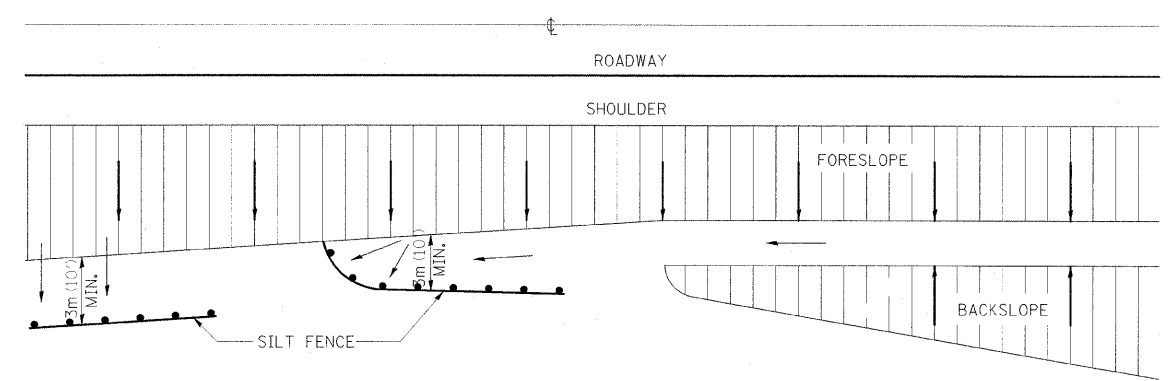 ℄
ROADWAY
SHOULDER
FORESLOPE
3m (10')
MIN.
3m (10')
MIN.
BACKSLOPE
SILT FENCE